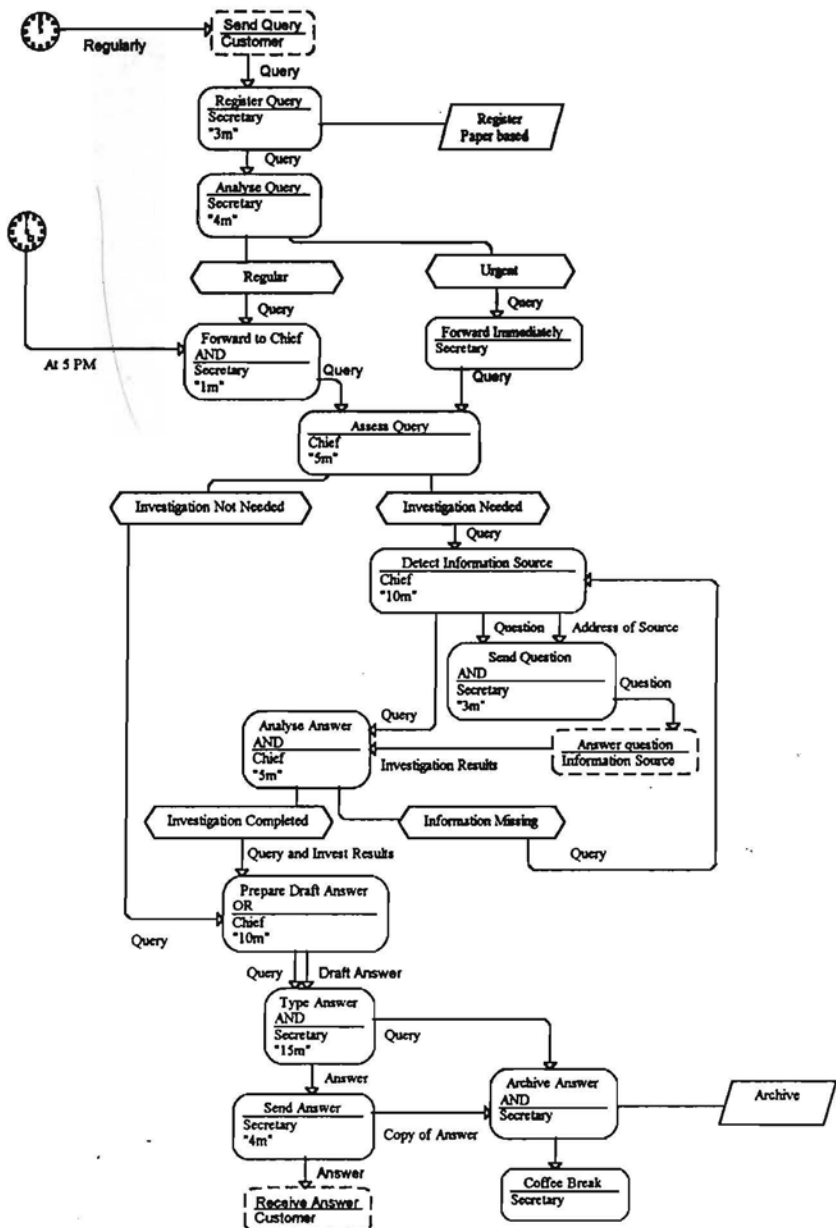 Send Query
Customer
Regularly
Query
Register Query
Secretary
"3m"
Register
Paper based
Query
Analyse Query
Secretary
"4m"
Regular
Urgent
Query
Query
Forward to Chief
AND
Secretary
"1m"
Forward Immediately
Secretary
At 5 PM
Query
Query
Assess Query
Chief
"5m"
Investigation Not Needed
Investigation Needed
Query
Detect Information Source
Chief
"10m"
Question
Address of Source
Send Question
AND
Secretary
"3m"
Question
Query
Analyse Answer
AND
Chief
"5m"
Answer question
Information Source
Investigation Results
Investigation Completed
Information Missing
Query and Invest Results
Query
Prepare Draft Answer
OR
Chief
"10m"
Query
Query
Draft Answer
Type Answer
AND
Secretary
"15m"
Query
Answer
Archive Answer
AND
Secretary
Archive
Send Answer
Secretary
"4m"
Copy of Answer
Answer
Coffee Break
Secretary
Receive Answer
Customer